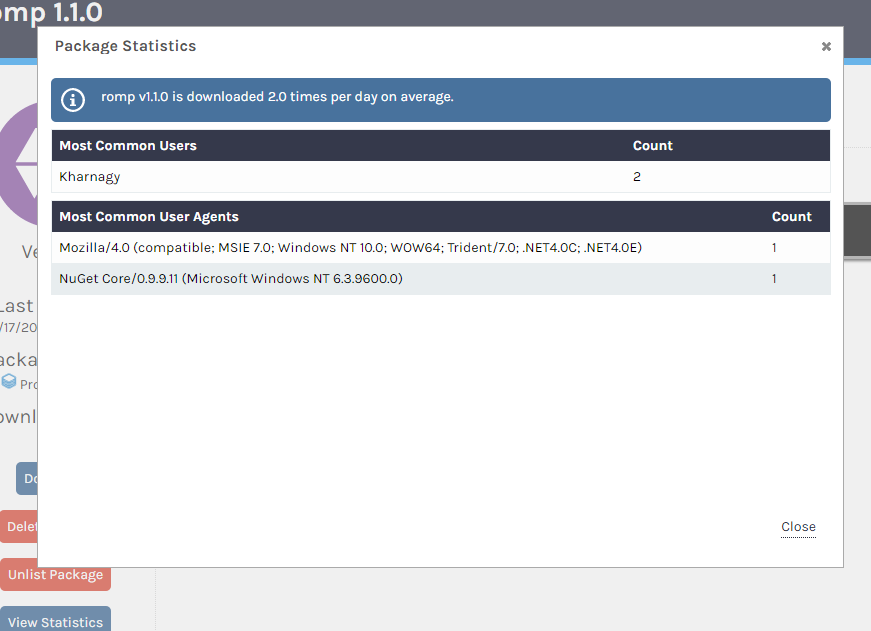 omp 1.1.0
Package Statistics
romp v1.1.0 is downloaded 2.0 times per day on average.
Most Common Users Count
Kharnagy 2
Most Common User Agents Count
Mozilla/4.0 (compatible; MSIE 7.0; Windows NT 10.0; WOW64; Trident/7.0; .NET4.0C; .NET4.0E) 1
NuGet Core/0.9.9.11 (Microsoft Windows NT 6.3.9600.0) 1
Ve
Last
/17/20
acka
Pro
ownl
Do
Delet
Close
Unlist Package
View Statistics